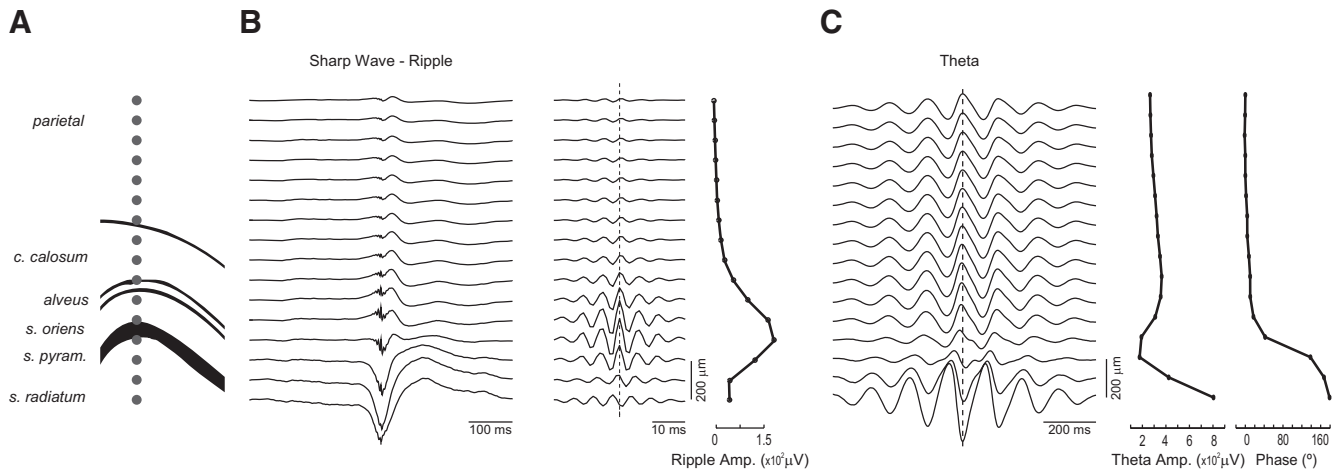 A
B
C
Sharp Wave - Ripple
Theta
parietal
c. calosum
alveus
s. oriens
s. pyram.
s. radiatum
100 ms
10 ms
200 µm
0 1.5
Ripple Amp. (x10²µV)
200 ms
200 µm
2 4 6 8
Theta Amp. (x10²µV)
0 80 160
Phase (º)